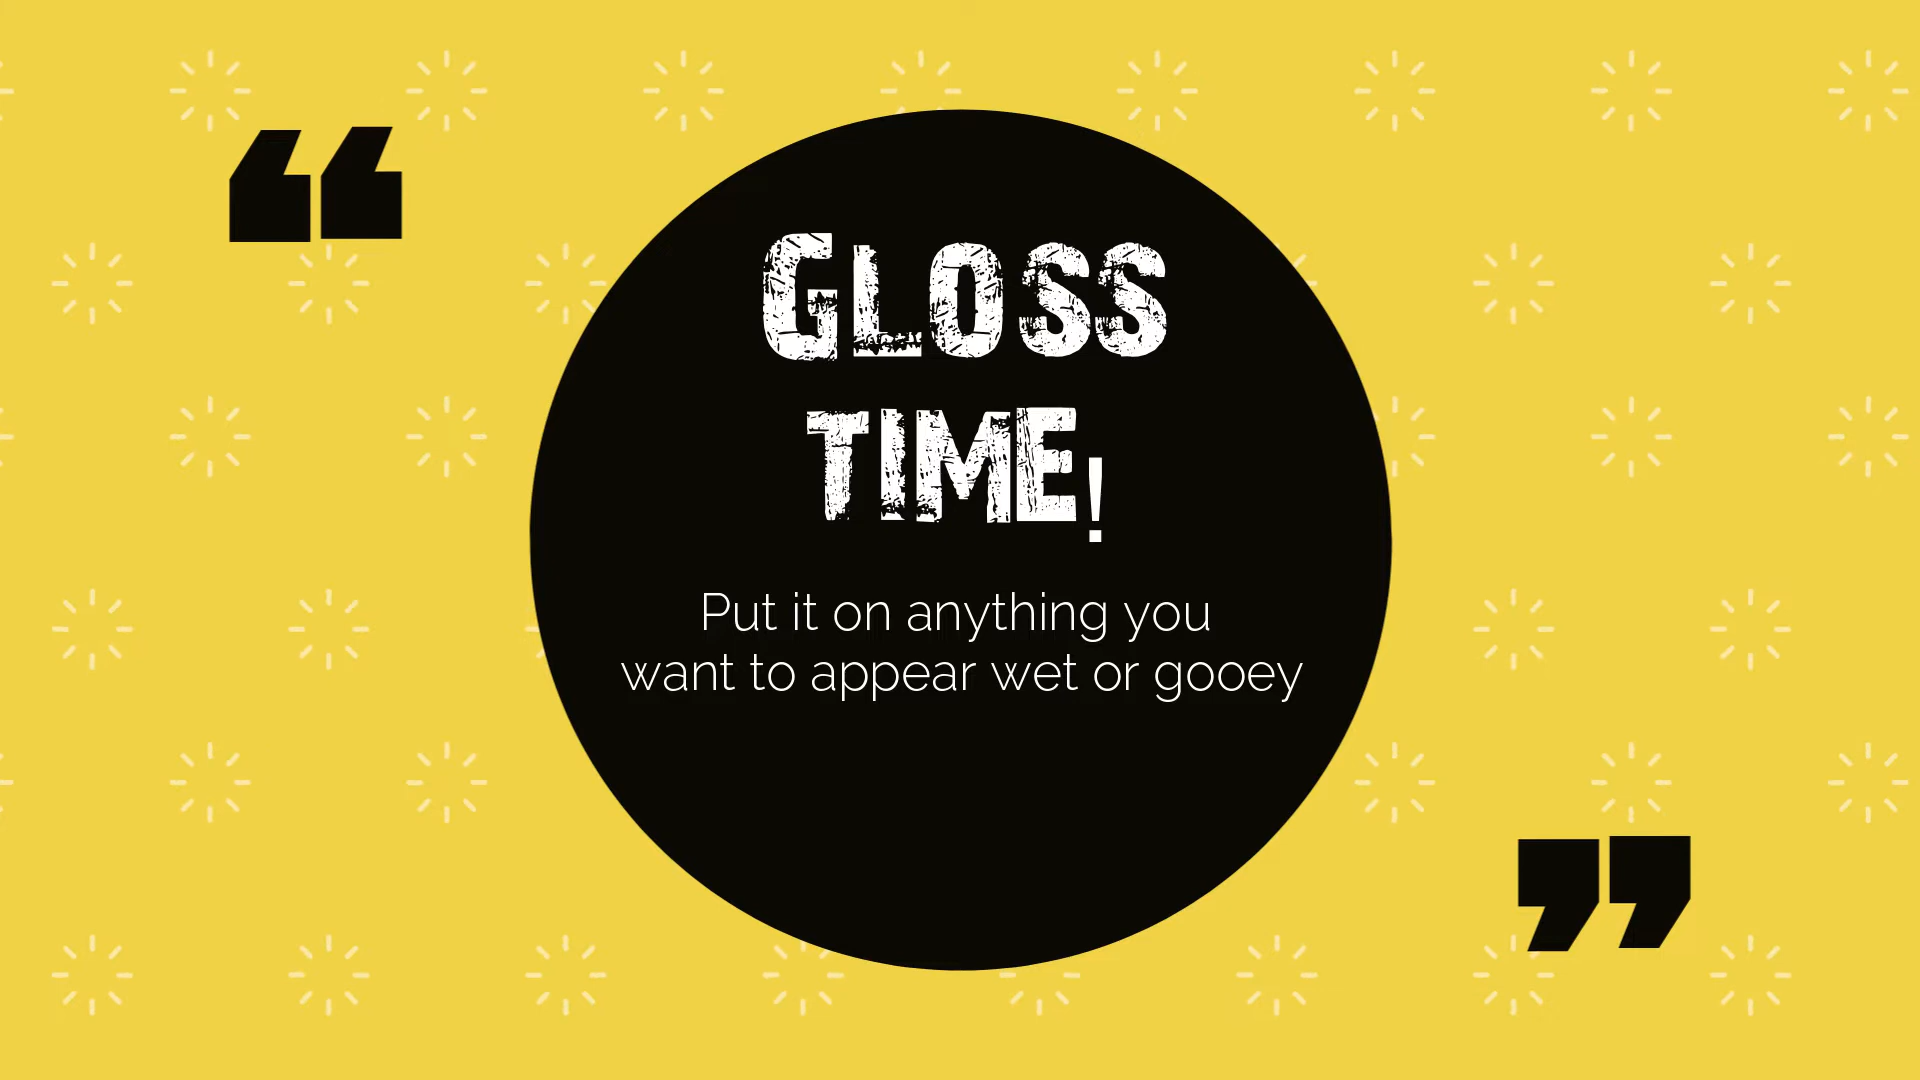 “
GLOSS
TIME!
Put it on anything you
want to appear wet or gooey
”